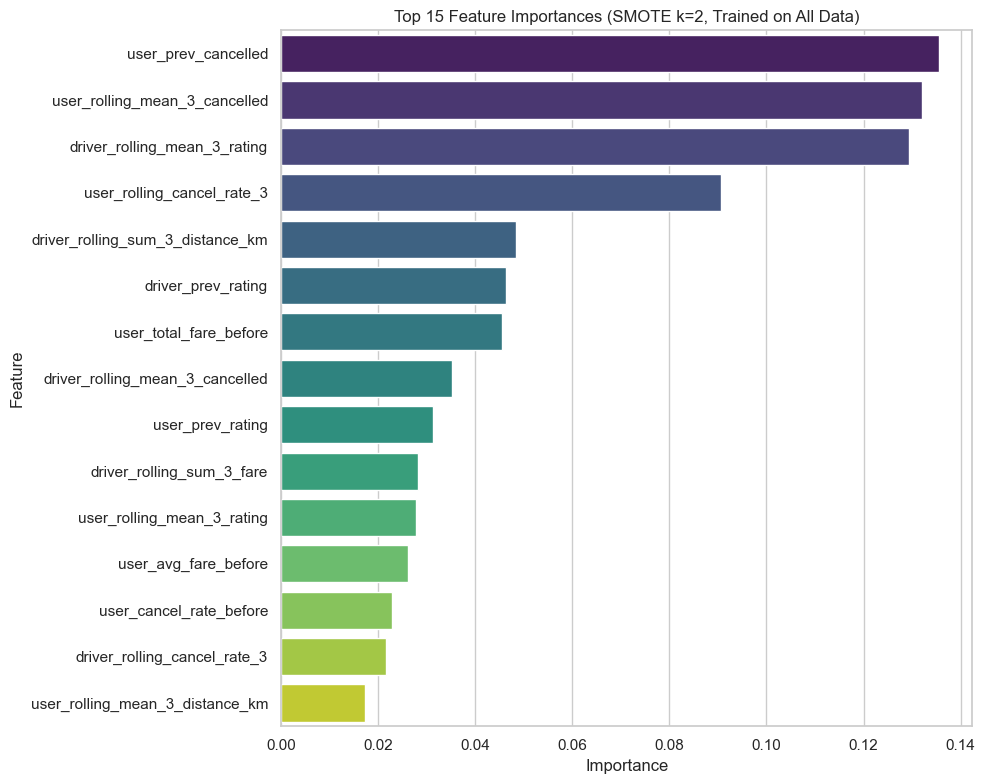 Top 15 Feature Importances (SMOTE k=2, Trained on All Data)
Feature
user_prev_cancelled
user_rolling_mean_3_cancelled
driver_rolling_mean_3_rating
user_rolling_cancel_rate_3
driver_rolling_sum_3_distance_km
driver_prev_rating
user_total_fare_before
driver_rolling_mean_3_cancelled
user_prev_rating
driver_rolling_sum_3_fare
user_rolling_mean_3_rating
user_avg_fare_before
user_cancel_rate_before
driver_rolling_cancel_rate_3
user_rolling_mean_3_distance_km
0.00 0.02 0.04 0.06 0.08 0.10 0.12 0.14
Importance